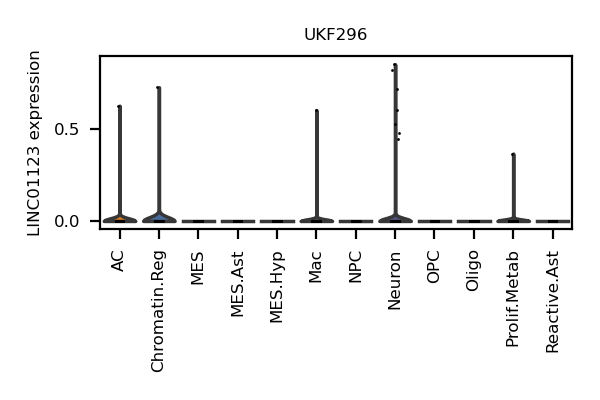 UKF296
LINC01123 expression
0.5
0.0
AC
Chromatin.Reg
MES
MES.Ast
MES.Hyp
Mac
NPC
Neuron
OPC
Oligo
Prolif.Metab
Reactive.Ast